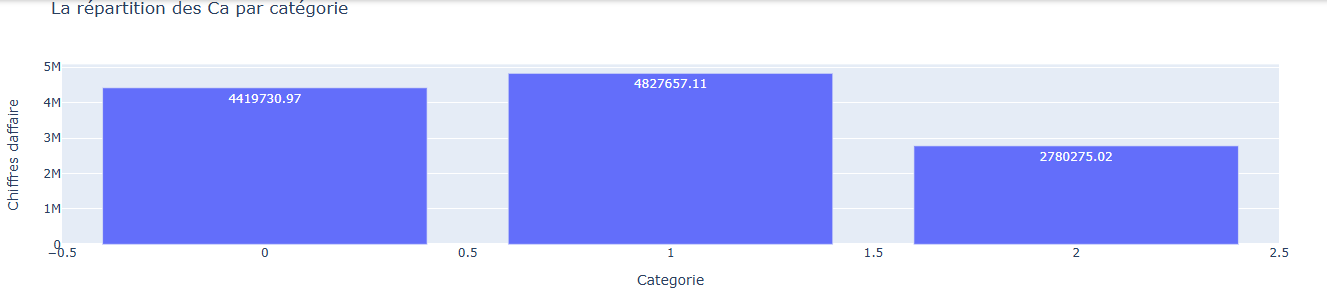 La répartition des Ca par catégorie
5M
4M
3M
2M
1M
0
Chiffres daffaire
4419730.97
4827657.11
2780275.02
−0.5 0 0.5 1 1.5 2 2.5
Categorie